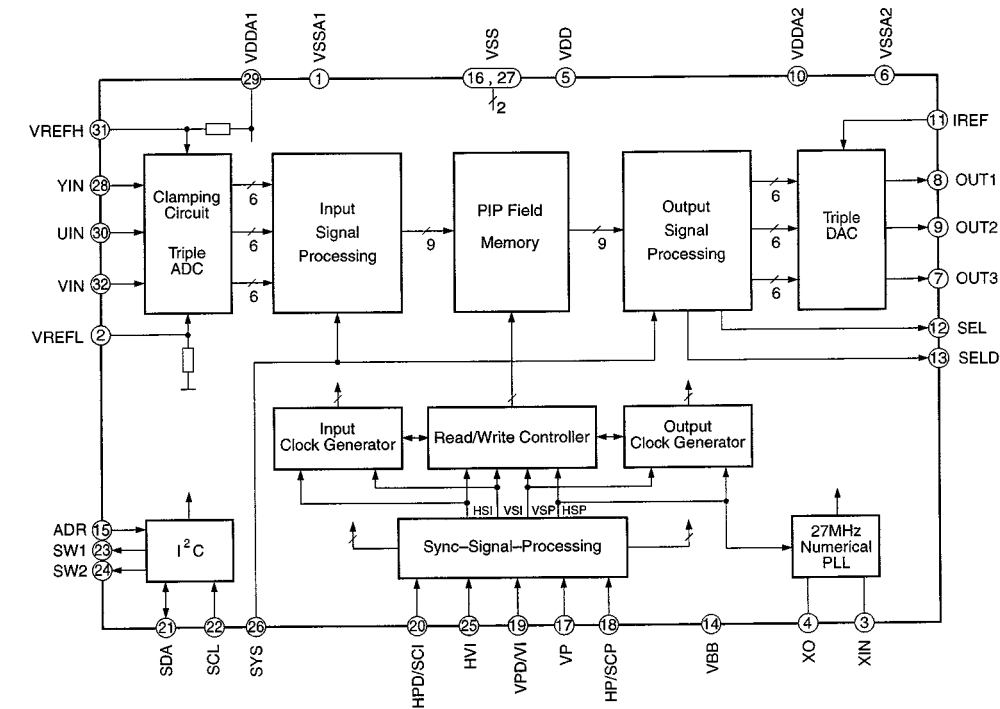 VDDA1
VSSA1
VSS
VDD
VDDA2
VSSA2
29
1
16 , 27
5
10
6
2
VREFH
31
11
IREF
YIN
28
UIN
30
VIN
32
VREFL
2
Clamping
Circuit
Triple
ADC
6
6
6
Input
Signal
Processing
9
PIP Field
Memory
9
Output
Signal
Processing
6
6
6
Triple
DAC
8
OUT1
9
OUT2
7
OUT3
12
SEL
13
SELD
Input
Clock Generator
Read/Write Controller
Output
Clock Generator
HSI
VSI
VSP
HSP
ADR
15
SW1
23
SW2
24
I²C
Sync–Signal–Processing
27MHz
Numerical
PLL
21
22
26
20
25
19
17
18
14
4
3
SDA
SCL
SYS
HPD/SCI
HVI
VPD/VI
VP
HP/SCP
VBB
XO
XIN